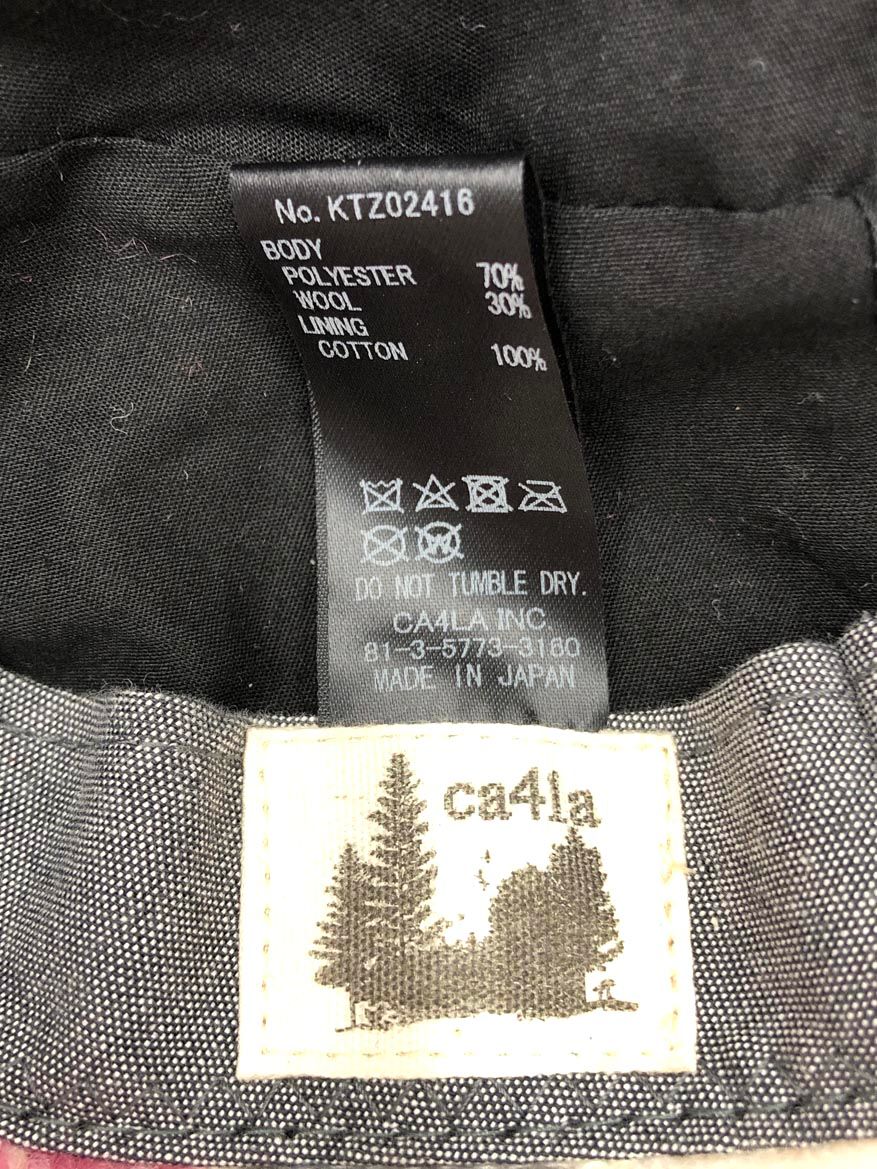 No. KTZ02416
BODY
POLYESTER 70%
WOOL 30%
LINING
COTTON 100%
W
DO NOT TUMBLE DRY.
CA4LA INC.
81-3-5773-3160
MADE IN JAPAN
ca4la